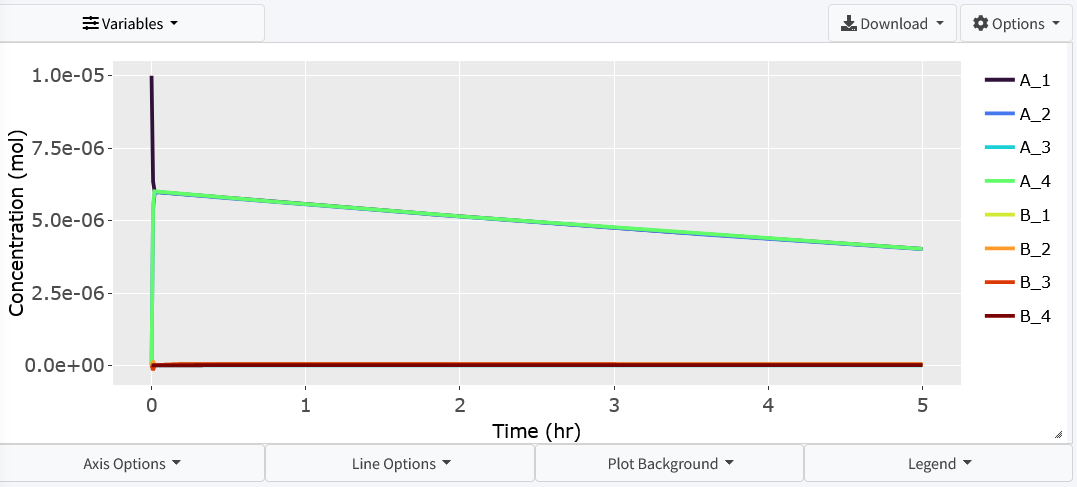 Variables
Download
Options
Concentration (mol)
1.0e-05
7.5e-06
5.0e-06
2.5e-06
0.0e+00
0 1 2 3 4 5
Time (hr)
A_1
A_2
A_3
A_4
B_1
B_2
B_3
B_4
Axis Options
Line Options
Plot Background
Legend